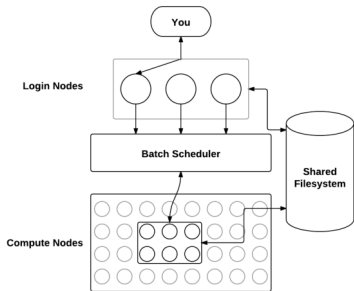 You
Login Nodes
Batch Scheduler
Shared
Filesystem
Compute Nodes